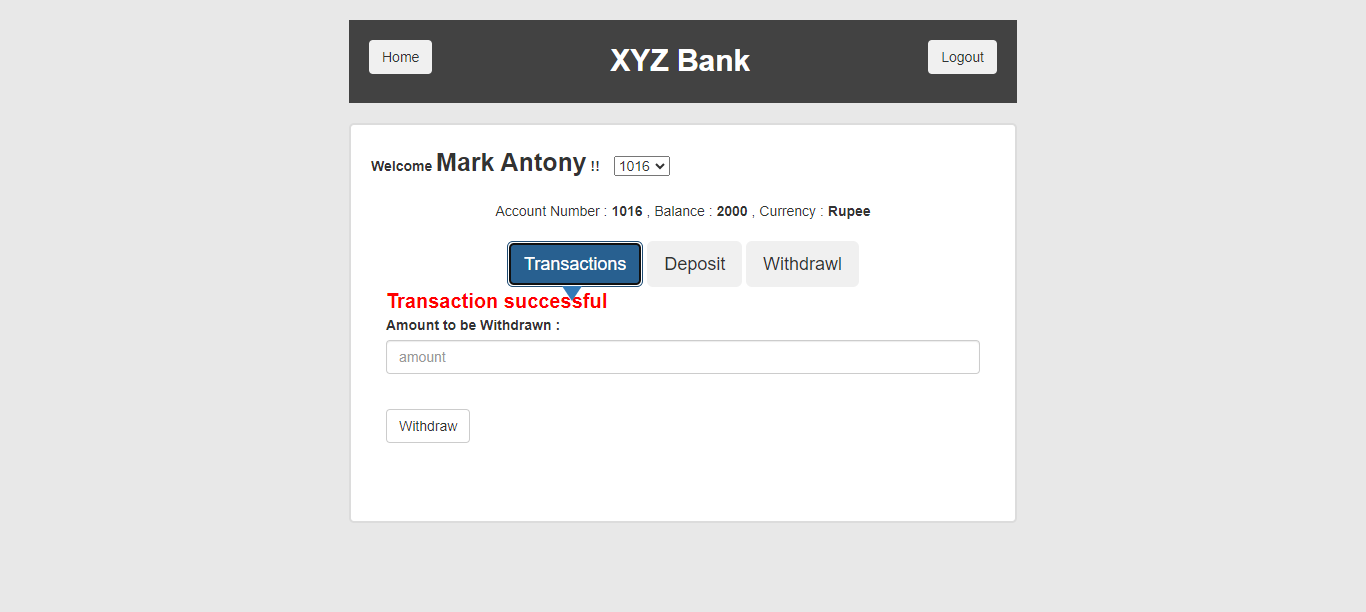 Home XYZ Bank Logout
Welcome Mark Antony !! 1016
Account Number : 1016 , Balance : 2000 , Currency : Rupee
Transactions Deposit Withdrawl
Transaction successful
Amount to be Withdrawn :
amount
Withdraw